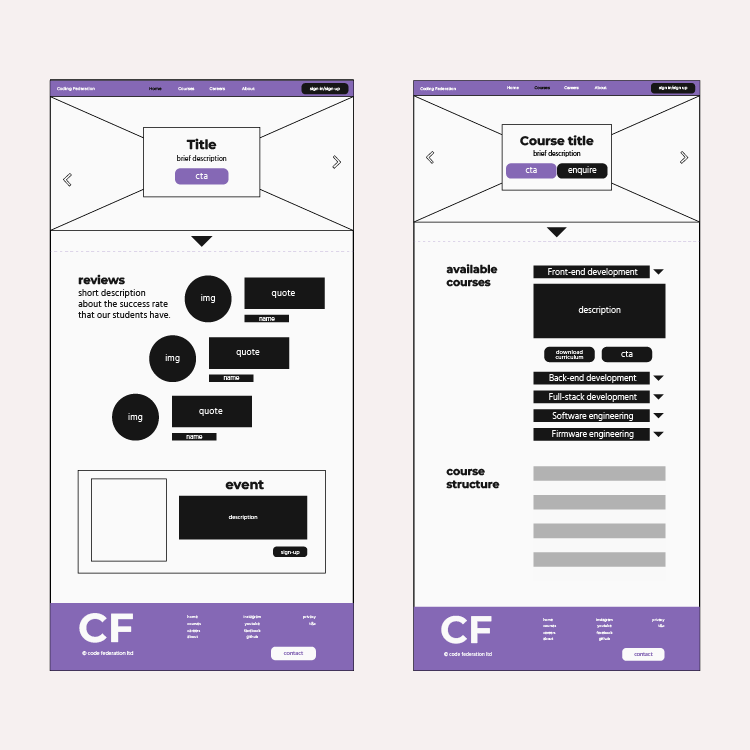 Coding Federation Home Courses Careers About sign in/sign up
Title
brief description
cta
reviews
short description
about the success rate
that our students have.
img quote
name
img quote
name
img quote
name
event
description
sign-up
CF
home instagram privacy
courses youtube t&c
careers facebook
about github
© code federation ltd
contact
Coding Federation Home Courses Careers About sign in/sign up
Course title
brief description
cta enquire
available
courses
Front-end development
description
download
curriculum
cta
Back-end development
Full-stack development
Software engineering
Firmware engineering
course
structure
CF
home instagram privacy
courses youtube t&c
careers facebook
about github
© code federation ltd
contact